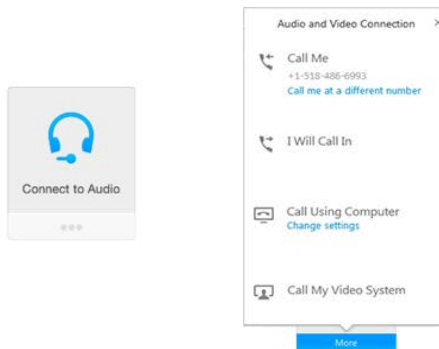 Connect to Audio
Audio and Video Connection
Call Me
+1-518-486-6993
Call me at a different number
I Will Call In
Call Using Computer
Change settings
Call My Video System
More